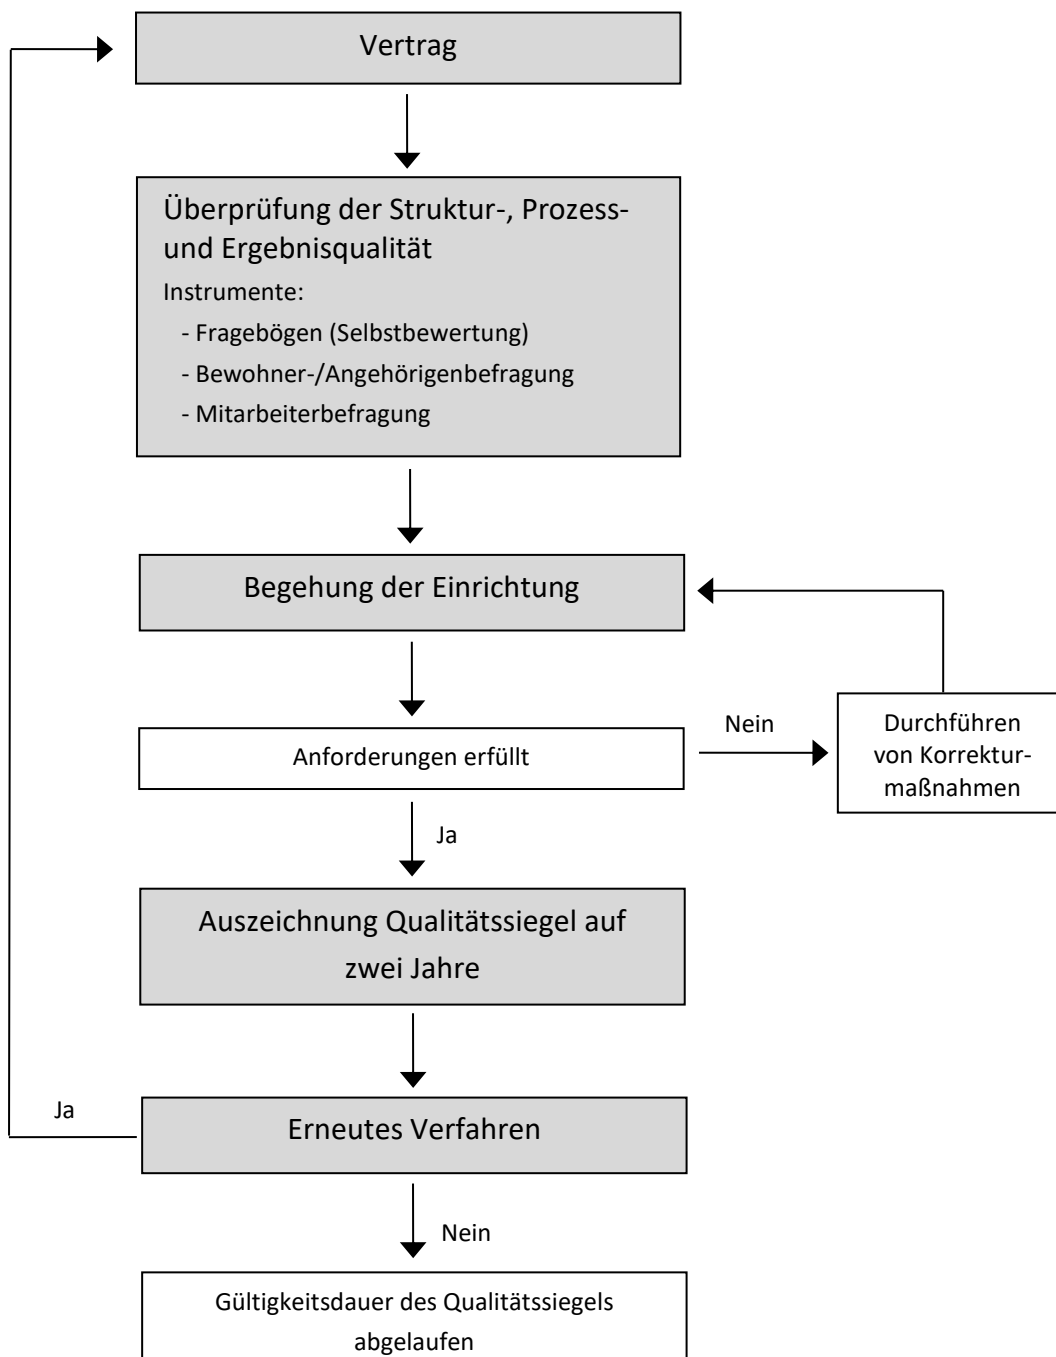 Vertrag
Überprüfung der Struktur-, Prozess-
und Ergebnisqualität
Instrumente:
- Fragebögen (Selbstbewertung)
- Bewohner-/Angehörigenbefragung
- Mitarbeiterbefragung
Begehung der Einrichtung
Anforderungen erfüllt
Nein
Durchführen
von Korrektur-
maßnahmen
Ja
Auszeichnung Qualitätssiegel auf
zwei Jahre
Ja
Erneutes Verfahren
Nein
Gültigkeitsdauer des Qualitätssiegels
abgelaufen